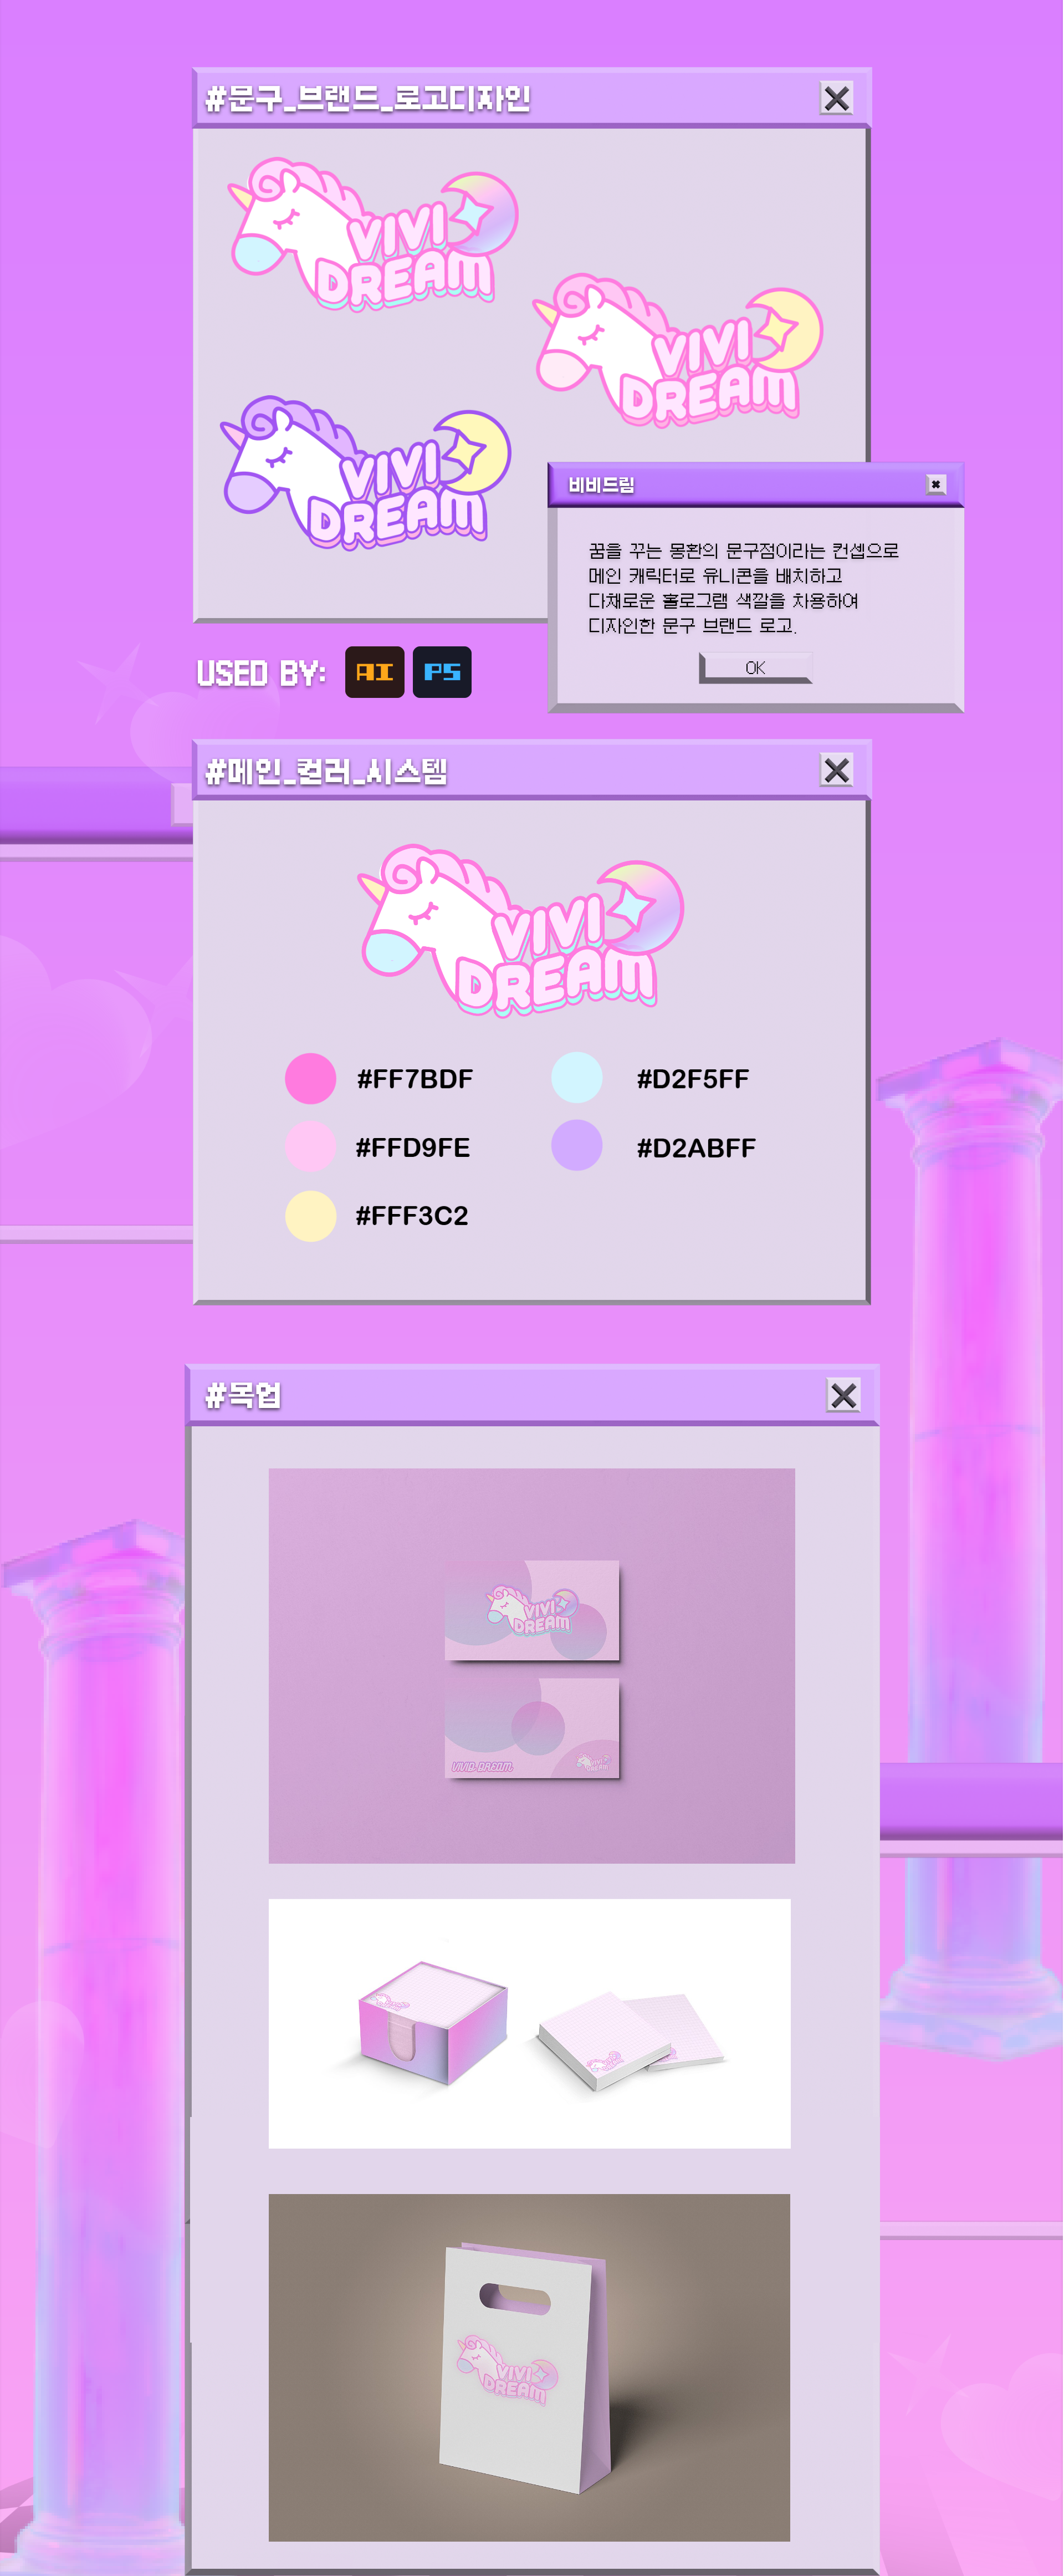 #문구_브랜드_로고디자인
VIVI
DREAM
VIVI
DREAM
VIVI
DREAM
비비드림
꿈을 꾸는 몽환의 문구점이라는 컨셉으로
메인 캐릭터로 유니콘을 배치하고
다채로운 홀로그램 색깔을 차용하여
디자인한 문구 브랜드 로고.
OK
USED BY: AI PS
#메인_컬러_시스템
VIVI
DREAM
#FF7BDF #D2F5FF
#FFD9FE #D2ABFF
#FFF3C2
#목업
VIVI
DREAM
VIVID-DREAM
VIVI
DREAM
VIVI
DREAM